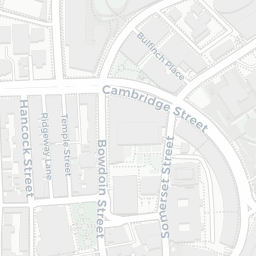 Bulfinch Place
Cambridge Street
Hancock Street
Ridgeway Lane
Temple Street
Bowdoin Street
Somerset Street